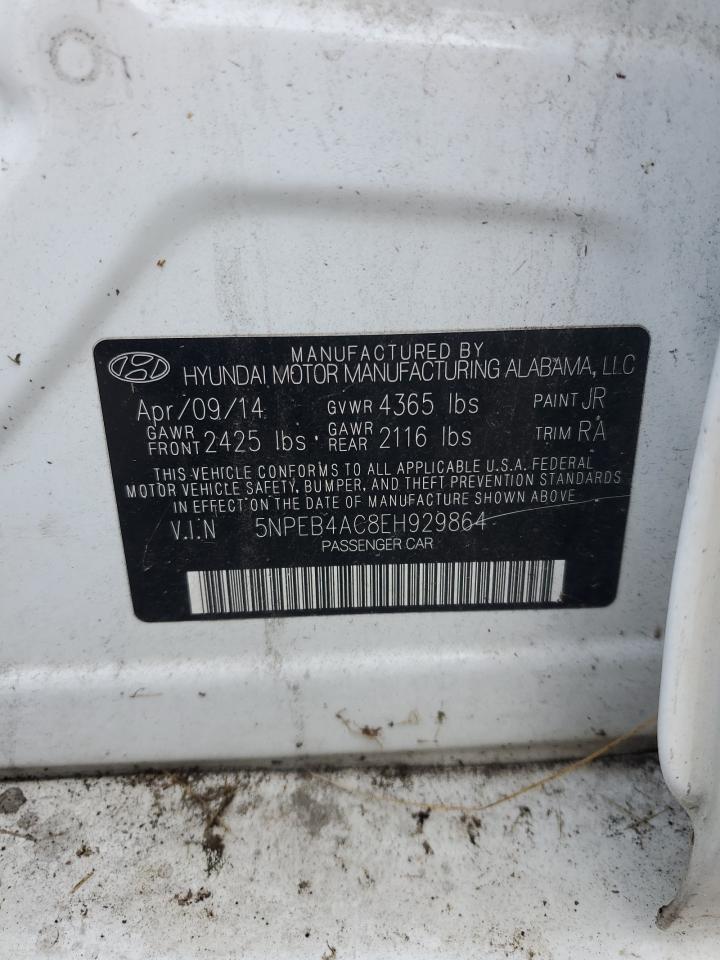 MANUFACTURED BY
HYUNDAI MOTOR MANUFACTURING ALABAMA, LLC
Apr/09/14 GVWR 4365 lbs PAINT JR
GAWR FRONT 2425 lbs GAWR REAR 2116 lbs TRIM RA
THIS VEHICLE CONFORMS TO ALL APPLICABLE U.S.A. FEDERAL
MOTOR VEHICLE SAFETY, BUMPER, AND THEFT PREVENTION STANDARDS
IN EFFECT ON THE DATE OF MANUFACTURE SHOWN ABOVE
V.I.N 5NPEB4AC8EH929864
PASSENGER CAR